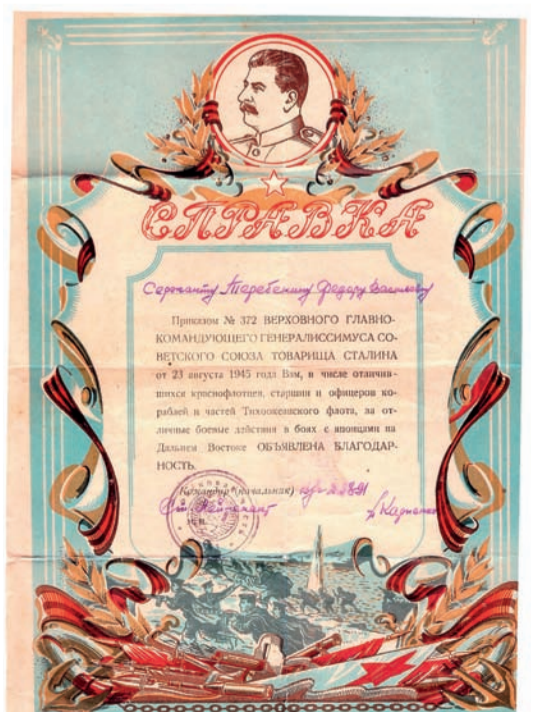 СПРАВКА
Сержанту Теребенину Федору
Приказом № 372 ВЕРХОВНОГО ГЛАВНО-
КОМАНДУЮЩЕГО ГЕНЕРАЛИССИМУСА СО-
ВЕТСКОГО СОЮЗА ТОВАРИЩА СТАЛИНА
от 23 августа 1945 года Вам, в числе отличив-
шихся краснофлотцев, старшин и офицеров ко-
раблей и частей Тихоокеанского флота, за от-
личные боевые действия в боях с японцами на
Дальнем Востоке ОБЪЯВЛЕНА БЛАГОДАР-
НОСТЬ.
Командир (начальник)
Ст. Лейтенант